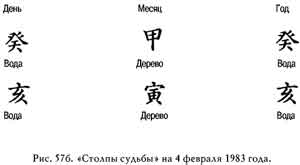 День Месяц Год
癸 甲 癸
Вода Дерево Вода
亥 寅 亥
Вода Дерево Вода
Рис. 57б. «Столпы судьбы» на 4 февраля 1983 года.